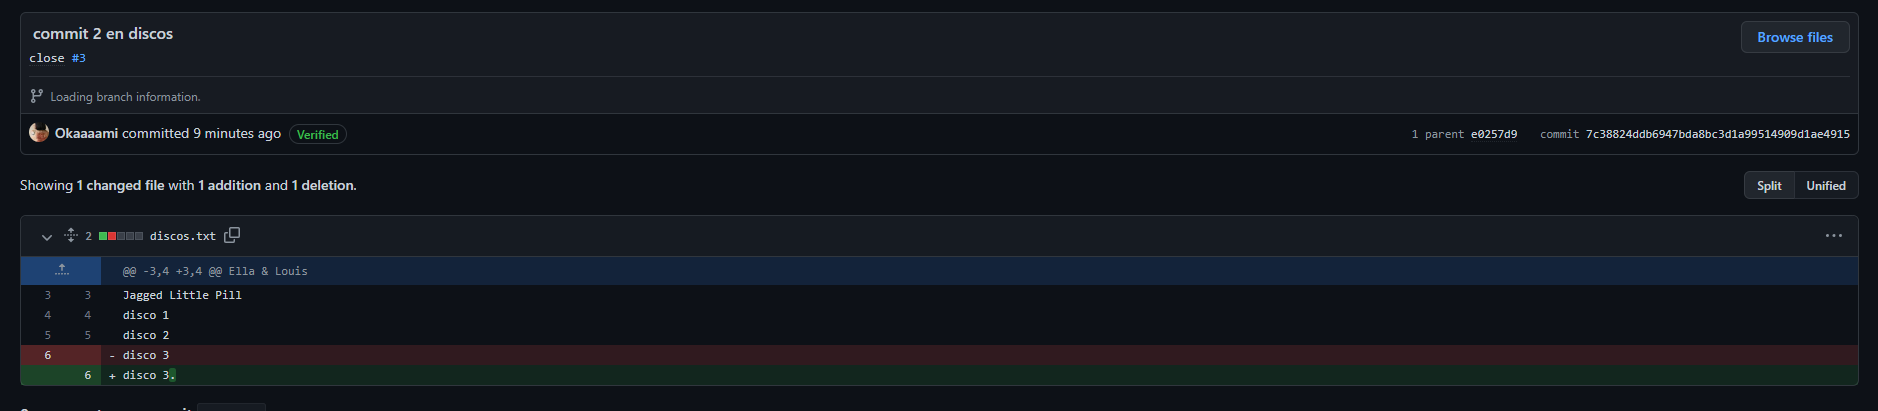 commit 2 en discos
Browse files
close #3
Loading branch information.
Okaaaami committed 9 minutes ago Verified
1 parent e0257d9 commit 7c38824ddb6947bda8bc3d1a99514909d1ae4915
Showing 1 changed file with 1 addition and 1 deletion.
Split Unified
2 discos.txt
@@ -3,4 +3,4 @@ Ella & Louis
3 3 Jagged Little Pill
4 4 disco 1
5 5 disco 2
6 - disco 3
6 + disco 3.